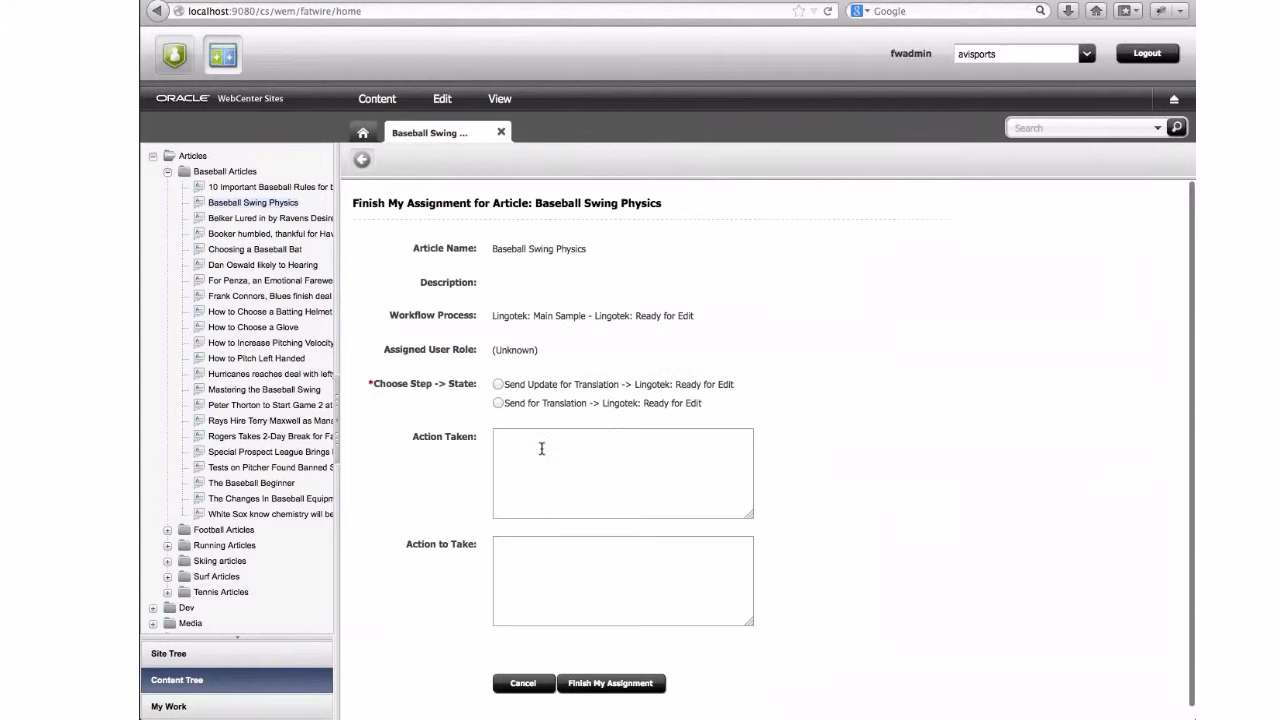 localhost:9080/cs/wem/fatwire/home
Google
fwadmin
avisports
Logout
ORACLE WebCenter Sites
Content
Edit
View
Baseball Swing ...
Search
Articles
Baseball Articles
10 Important Baseball Rules for b
Baseball Swing Physics
Belker Lured in by Ravens Desire
Booker humbled, thankful for Hav
Choosing a Baseball Bat
Dan Oswald likely to Hearing
For Penza, an Emotional Farewe
Frank Connors, Blues finish deal
How to Choose a Batting Helmet
How to Choose a Glove
How to Increase Pitching Velocity
How to Pitch Left Handed
Hurricanes reaches deal with left
Mastering the Baseball Swing
Peter Thorton to Start Game 2 at
Rays Hire Terry Maxwell as Mana
Rogers Takes 2-Day Break for Fa
Special Prospect League Brings
Tests on Pitcher Found Banned S
The Baseball Beginner
The Changes In Baseball Equipm
White Sox know chemistry will be
Football Articles
Running Articles
Skiing articles
Surf Articles
Tennis Articles
Dev
Media
Site Tree
Content Tree
My Work
Finish My Assignment for Article: Baseball Swing Physics
Article Name: Baseball Swing Physics
Description:
Workflow Process: Lingotek: Main Sample - Lingotek: Ready for Edit
Assigned User Role: (Unknown)
*Choose Step -> State: Send Update for Translation -> Lingotek: Ready for Edit
Send for Translation -> Lingotek: Ready for Edit
Action Taken:
Action to Take:
Cancel
Finish My Assignment